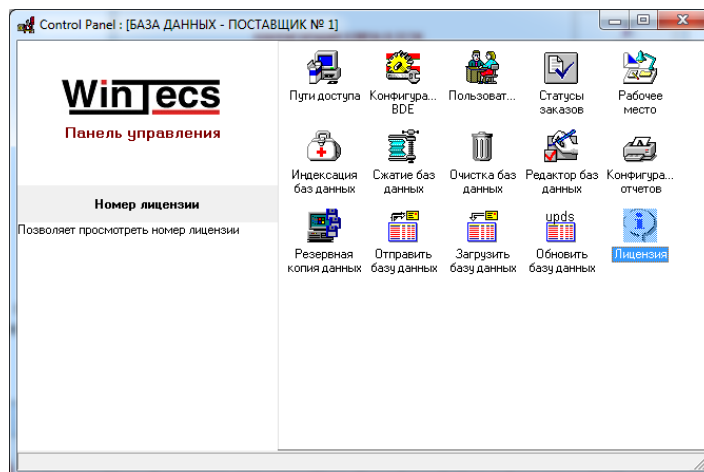 Control Panel : [БАЗА ДАННЫХ - ПОСТАВЩИК № 1]
WinTecs
Панель управления
Номер лицензии
Позволяет просмотреть номер лицензии
Пути доступа
Конфигура...
BDE
Пользоват...
Статусы
заказов
Рабочее
место
Индексация
баз данных
Сжатие баз
данных
Очистка баз
данных
Редактор баз
данных
Конфигура...
отчетов
Резервная
копия данных
Отправить
базу данных
Загрузить
базу данных
upds
Обновить
базу данных
Лицензия